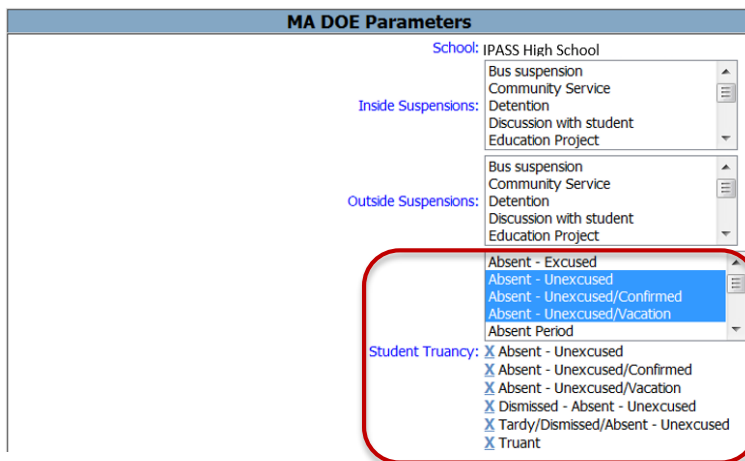 MA DOE Parameters
School: IPASS High School
Inside Suspensions:
Bus suspension
Community Service
Detention
Discussion with student
Education Project
Outside Suspensions:
Bus suspension
Community Service
Detention
Discussion with student
Education Project
Student Truancy:
Absent - Excused
Absent - Unexcused
Absent - Unexcused/Confirmed
Absent - Unexcused/Vacation
Absent Period
X Absent - Unexcused
X Absent - Unexcused/Confirmed
X Absent - Unexcused/Vacation
X Dismissed - Absent - Unexcused
X Tardy/Dismissed/Absent - Unexcused
X Truant